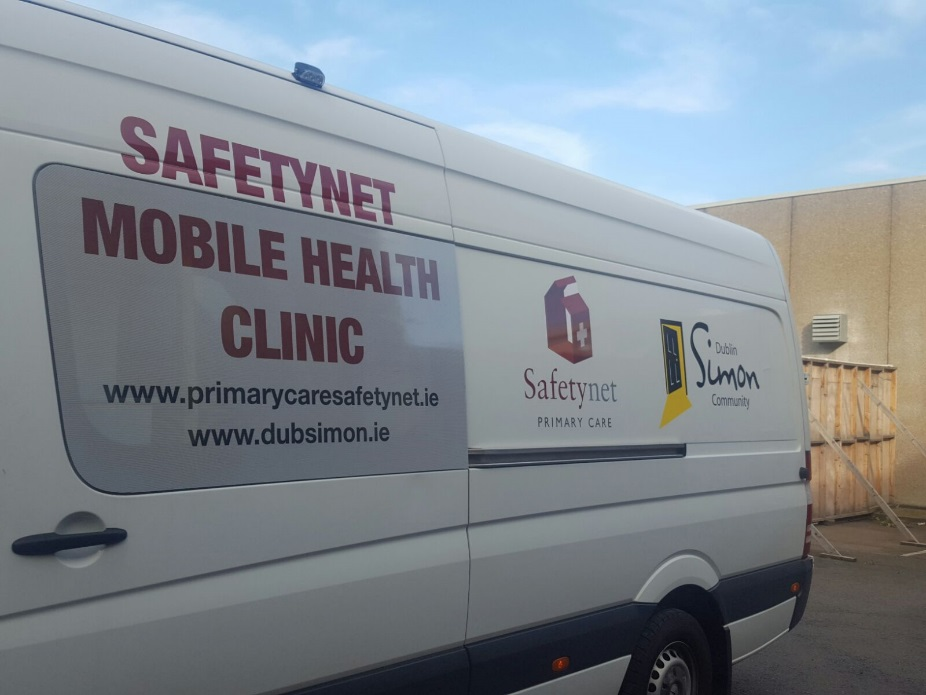 SAFETYNET
MOBILE HEALTH
CLINIC
www.primarycaresafetynet.ie
www.dubsimon.ie
Safetynet
PRIMARY CARE
Dublin
Simon
Community